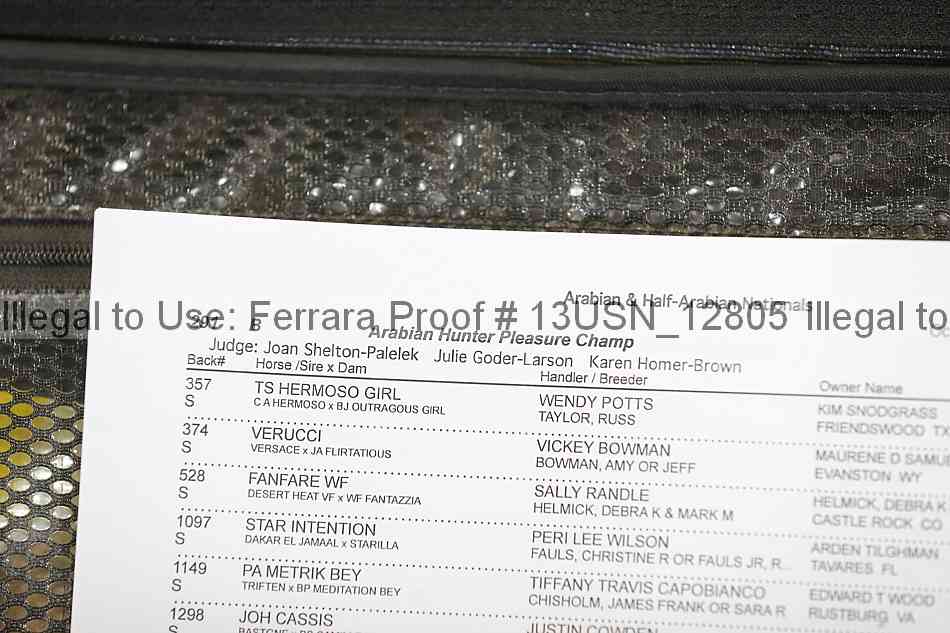 Arabian & Half-Arabian Nationals
Illegal to Use: Ferrara Proof # 13USN_12805 Illegal to
291 B Arabian Hunter Pleasure Champ
Judge: Joan Shelton-Palelek Julie Goder-Larson Karen Homer-Brown
Back# Horse /Sire x Dam Handler / Breeder Owner Name
357 TS HERMOSO GIRL WENDY POTTS KIM SNODGRASS
S C A HERMOSO x BJ OUTRAGOUS GIRL TAYLOR, RUSS FRIENDSWOOD TX
374 VERUCCI VICKEY BOWMAN MAURENE D SAMU
S VERSACE x JA FLIRTATIOUS BOWMAN, AMY OR JEFF EVANSTON WY
528 FANFARE WF SALLY RANDLE HELMICK, DEBRA K
S DESERT HEAT VF x WF FANTAZZIA HELMICK, DEBRA K & MARK M CASTLE ROCK CO
1097 STAR INTENTION PERI LEE WILSON ARDEN TILGHMAN
S DAKAR EL JAMAAL x STARILLA FAULS, CHRISTINE R OR FAULS JR, R... TAVARES FL
1149 PA METRIK BEY TIFFANY TRAVIS CAPOBIANCO EDWARD T WOOD
S TRIFTEN x BP MEDITATION BEY CHISHOLM, JAMES FRANK OR SARA R RUSTBURG VA
1298 JOH CASSIS JUSTIN COWDEN
S